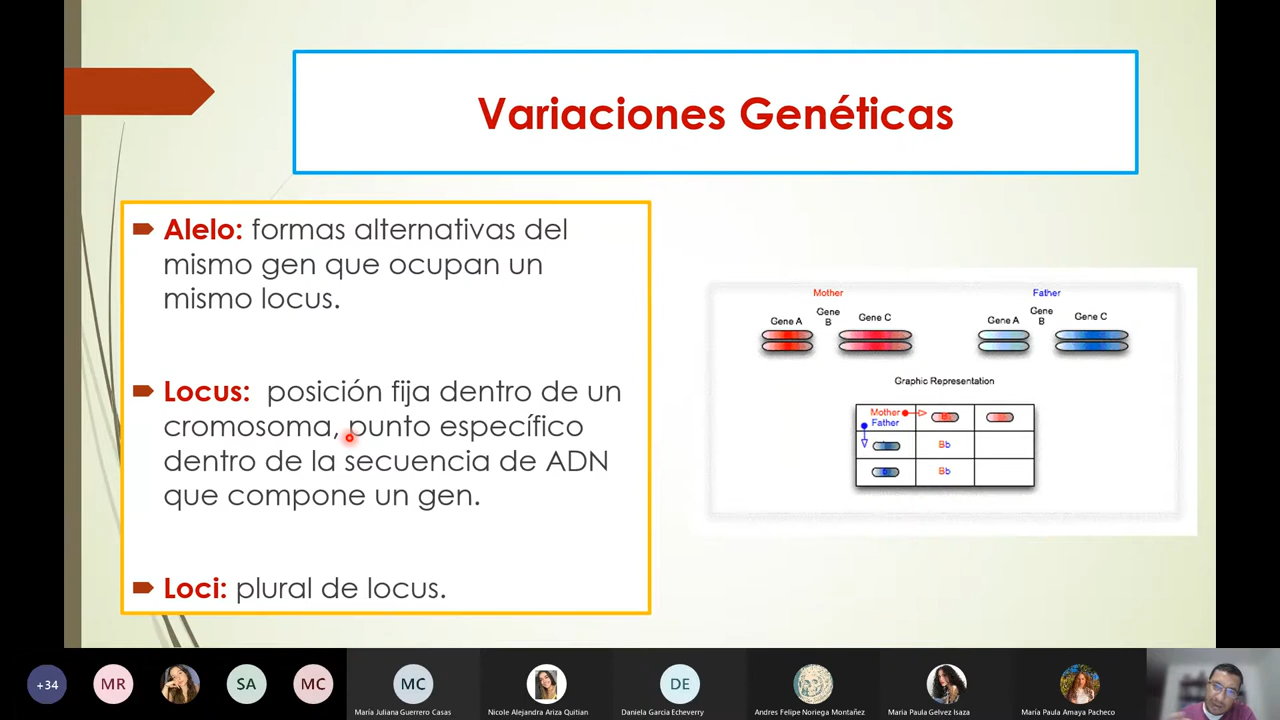 Variaciones Genéticas
Alelo: formas alternativas del
mismo gen que ocupan un
mismo locus.
Locus: posición fija dentro de un
cromosoma, punto específico
dentro de la secuencia de ADN
que compone un gen.
Loci: plural de locus.
Mother
Father
Gene A
Gene
B
Gene C
Gene A
Gene
B
Gene C
Graphic Representation
Mother
Father
Bb
Bb
+34
MR
SA
MC
MC
DE
María Juliana Guerrero Casas
Nicole Alejandra Ariza Quitian
Daniela Garcia Echeverry
Andres Felipe Noriega Montañez
Maria Paula Gelvez Isaza
María Paula Amaya Pacheco